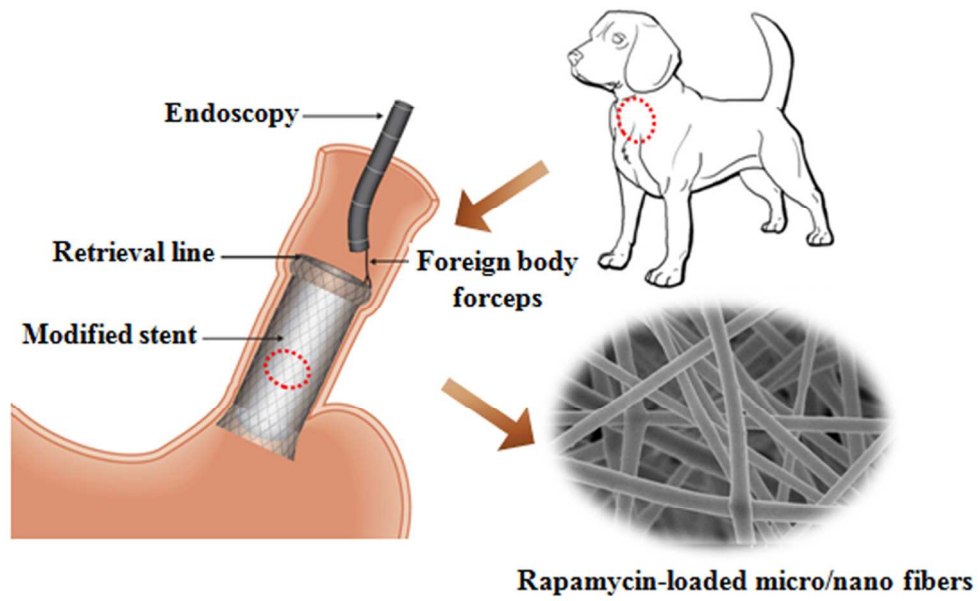 Endoscopy
Retrieval line
Foreign body
forceps
Modified stent
Rapamycin-loaded micro/nano fibers